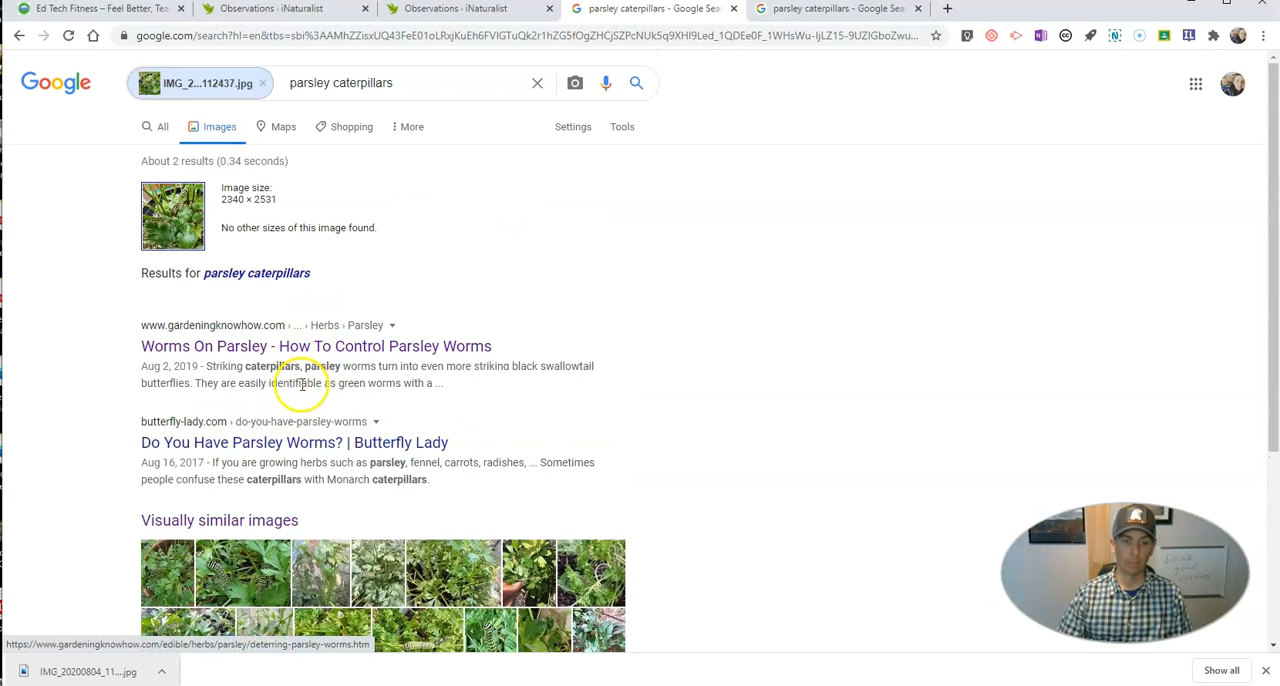 Ed Tech Fitness – Feel Better, Tea
Observations · iNaturalist
Observations · iNaturalist
parsley caterpillars - Google Sear
parsley caterpillars - Google Sear
google.com/search?hl=en&tbs=
Google
IMG_2...112437.jpg
parsley caterpillars
All
Images
Maps
Shopping
More
Settings
Tools
About 2 results (0.34 seconds)
Image size:
2340 × 2531
No other sizes of this image found.
Results for parsley caterpillars
www.gardeningknowhow.com › ... › Herbs › Parsley
Worms On Parsley - How To Control Parsley Worms
Aug 2, 2019 - Striking caterpillars, parsley worms turn into even more striking black swallowtail
butterflies. They are easily identifiable as green worms with a ...
butterfly-lady.com › do-you-have-parsley-worms
Do You Have Parsley Worms? | Butterfly Lady
Aug 16, 2017 - If you are growing herbs such as parsley, fennel, carrots, radishes, ... Sometimes
people confuse these caterpillars with Monarch caterpillars.
Visually similar images
https://www.gardeningknowhow.com/edible/herbs/parsley/deterring-parsley-worms.htm
IMG_20200804_11....jpg
Show all